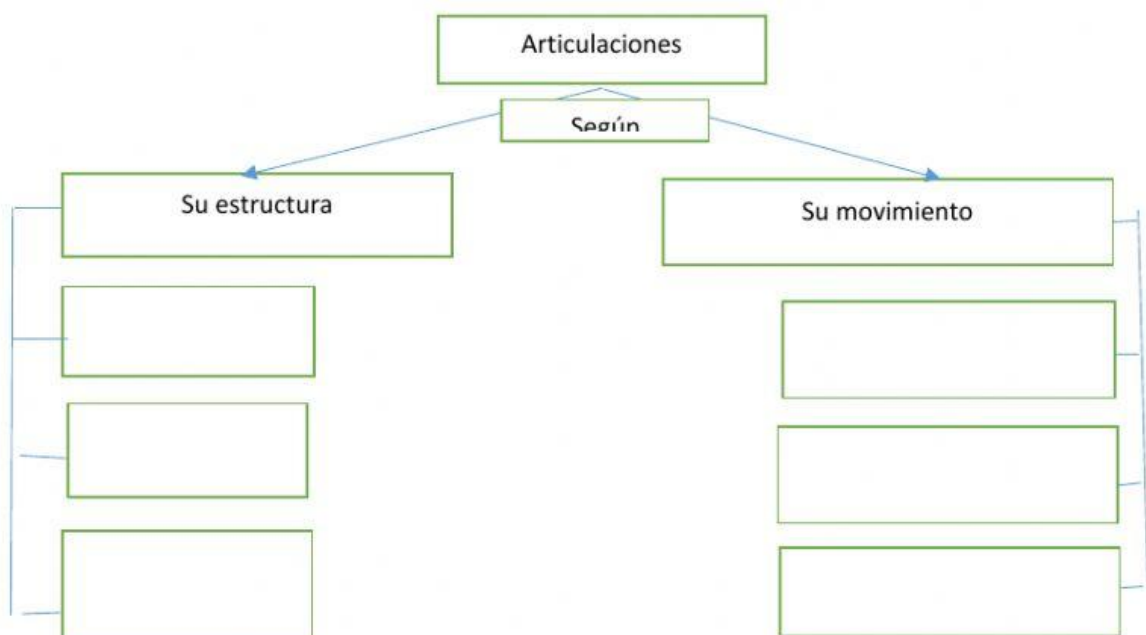 Articulaciones
Según
Su estructura
Su movimiento